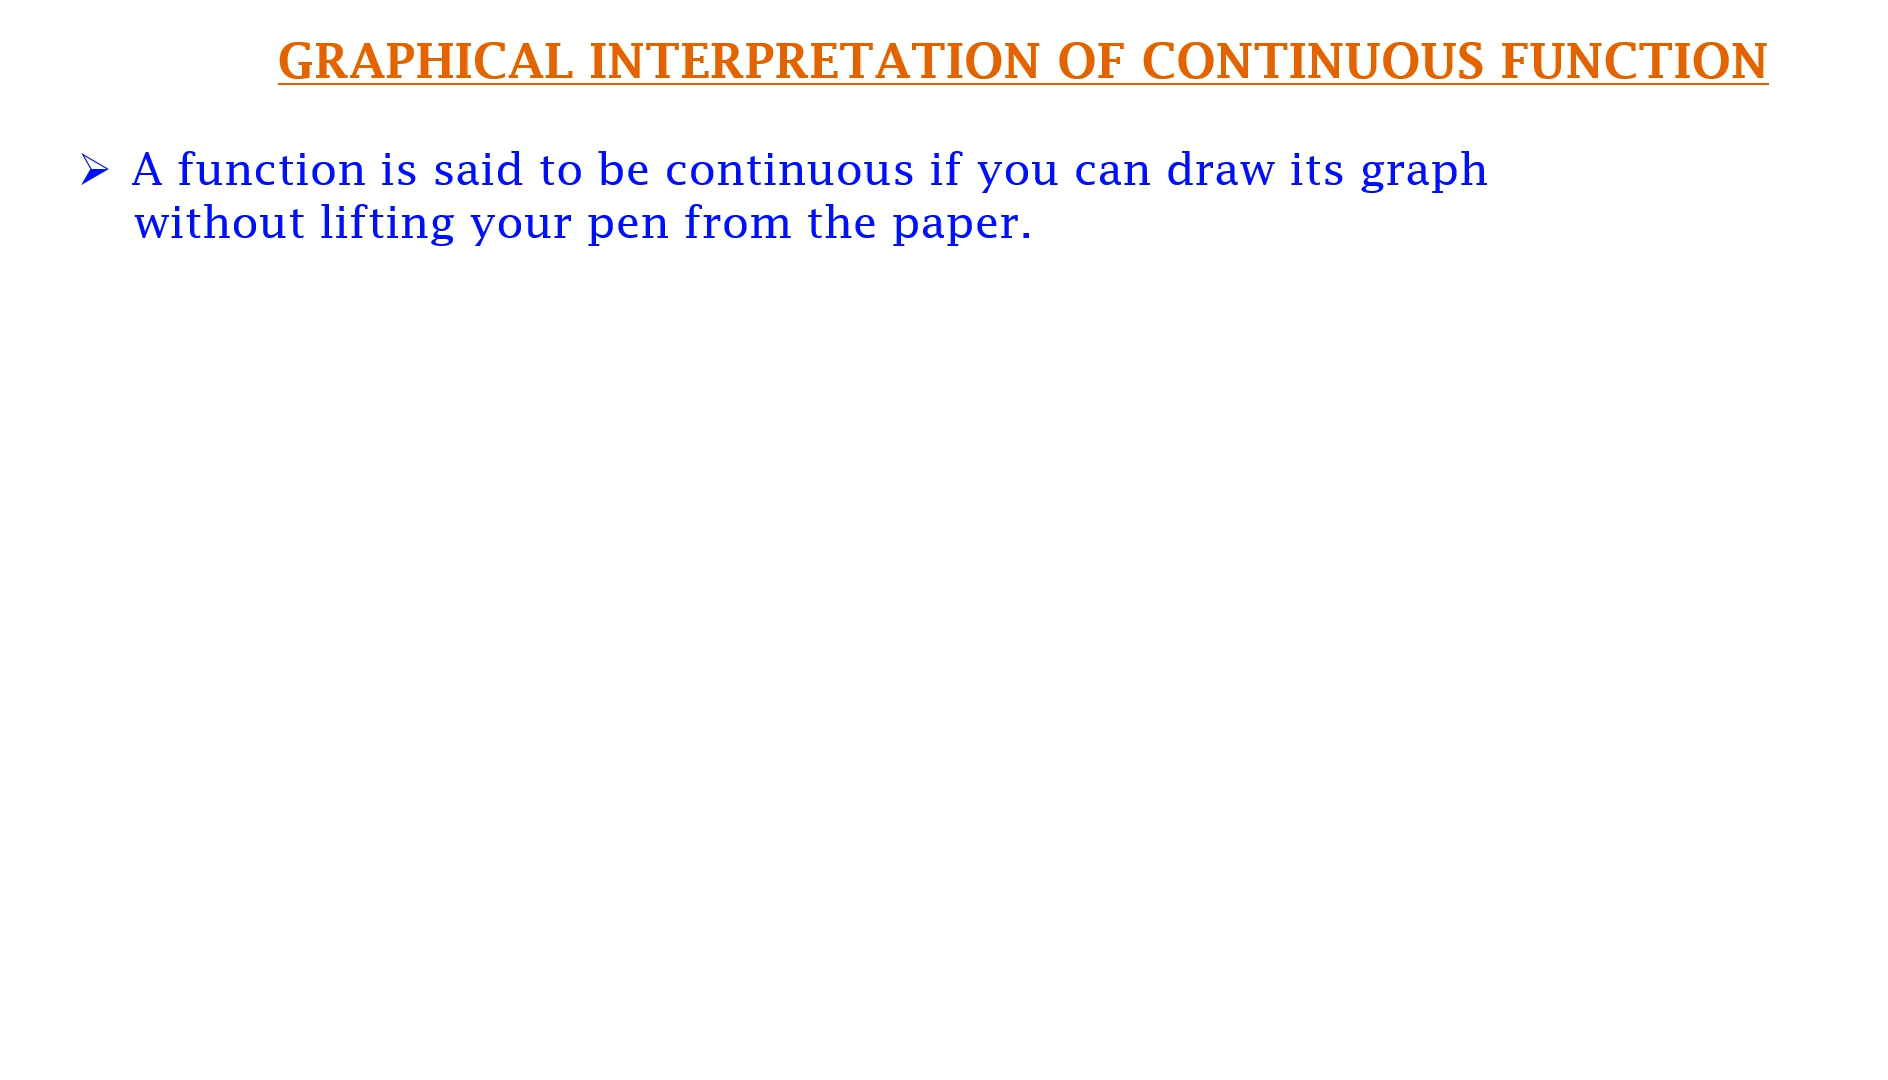 GRAPHICAL INTERPRETATION OF CONTINUOUS FUNCTION
➢ A function is said to be continuous if you can draw its graph
without lifting your pen from the paper.